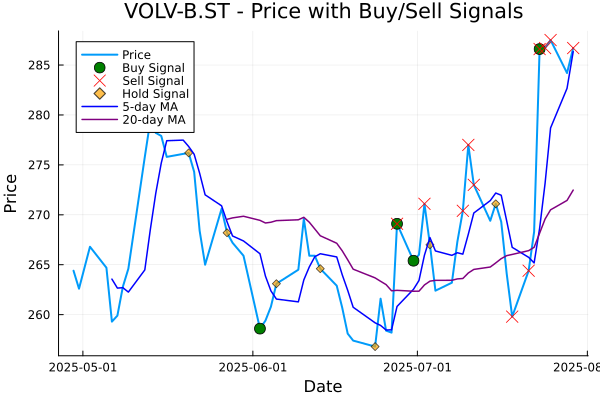 VOLV-B.ST - Price with Buy/Sell Signals
Price
Buy Signal
Sell Signal
Hold Signal
5-day MA
20-day MA
285
280
275
270
265
260
Price
2025-05-01
2025-06-01
2025-07-01
2025-08
Date